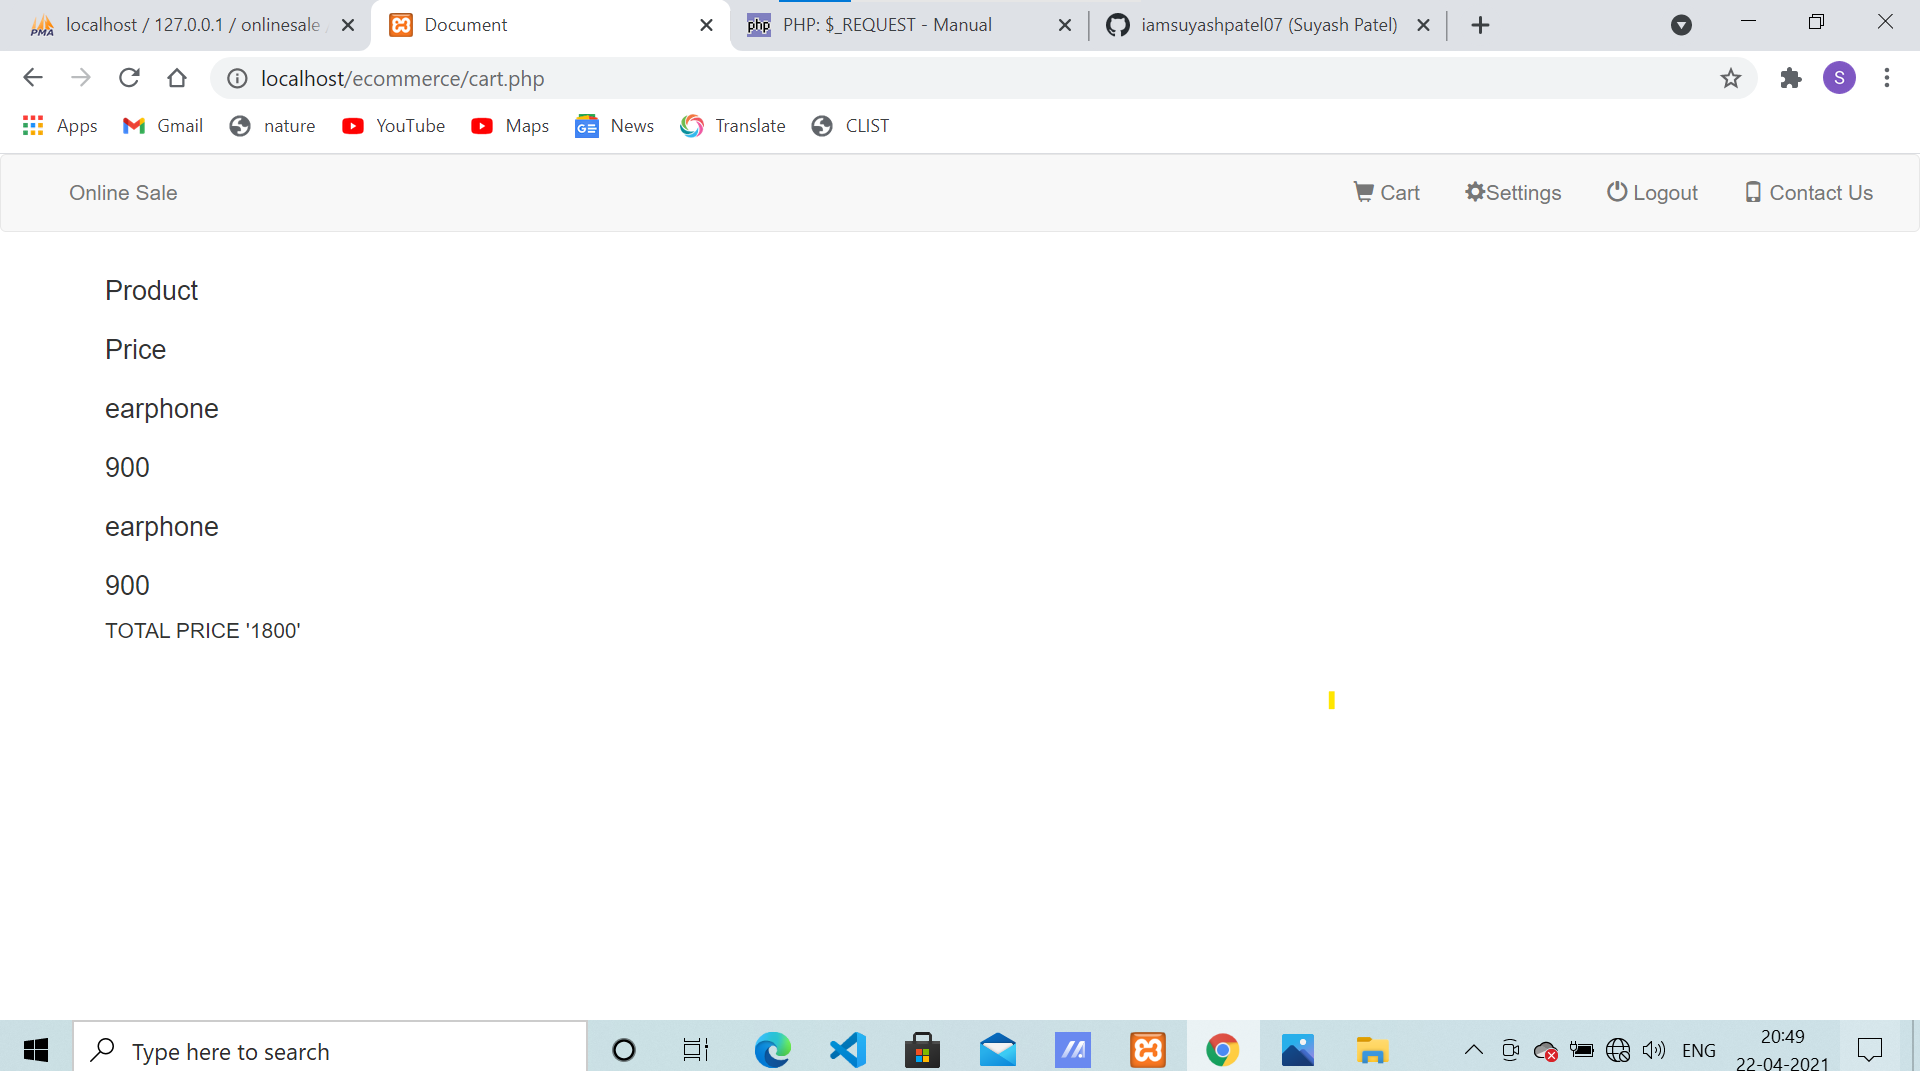 localhost / 127.0.0.1 / onlinesale
Document
PHP: $_REQUEST - Manual
iamsuyashpatel07 (Suyash Patel)
localhost/ecommerce/cart.php
S
Apps
Gmail
nature
YouTube
Maps
News
Translate
CLIST
Online Sale
Cart
Settings
Logout
Contact Us
Product
Price
earphone
900
earphone
900
TOTAL PRICE '1800'
Type here to search
ENG
20:49
22-04-2021